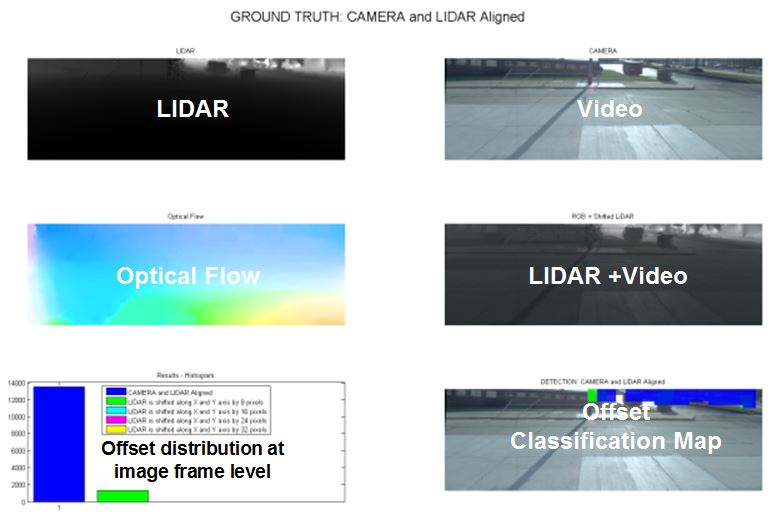 GROUND TRUTH: CAMERA and LIDAR Aligned
LIDAR
LIDAR
CAMERA
Video
Optical Flow
Optical Flow
RGB + Shifted LIDAR
LIDAR +Video
Results - Histogram
14000
12000
10000
8000
6000
4000
2000
0
1
CAMERA and LIDAR Aligned
LIDAR is shifted along X and Y axis by 8 pixels
LIDAR is shifted along X and Y axis by 16 pixels
LIDAR is shifted along X and Y axis by 24 pixels
LIDAR is shifted along X and Y axis by 32 pixels
Offset distribution at
image frame level
DETECTION: CAMERA and LIDAR Aligned
Offset
Classification Map